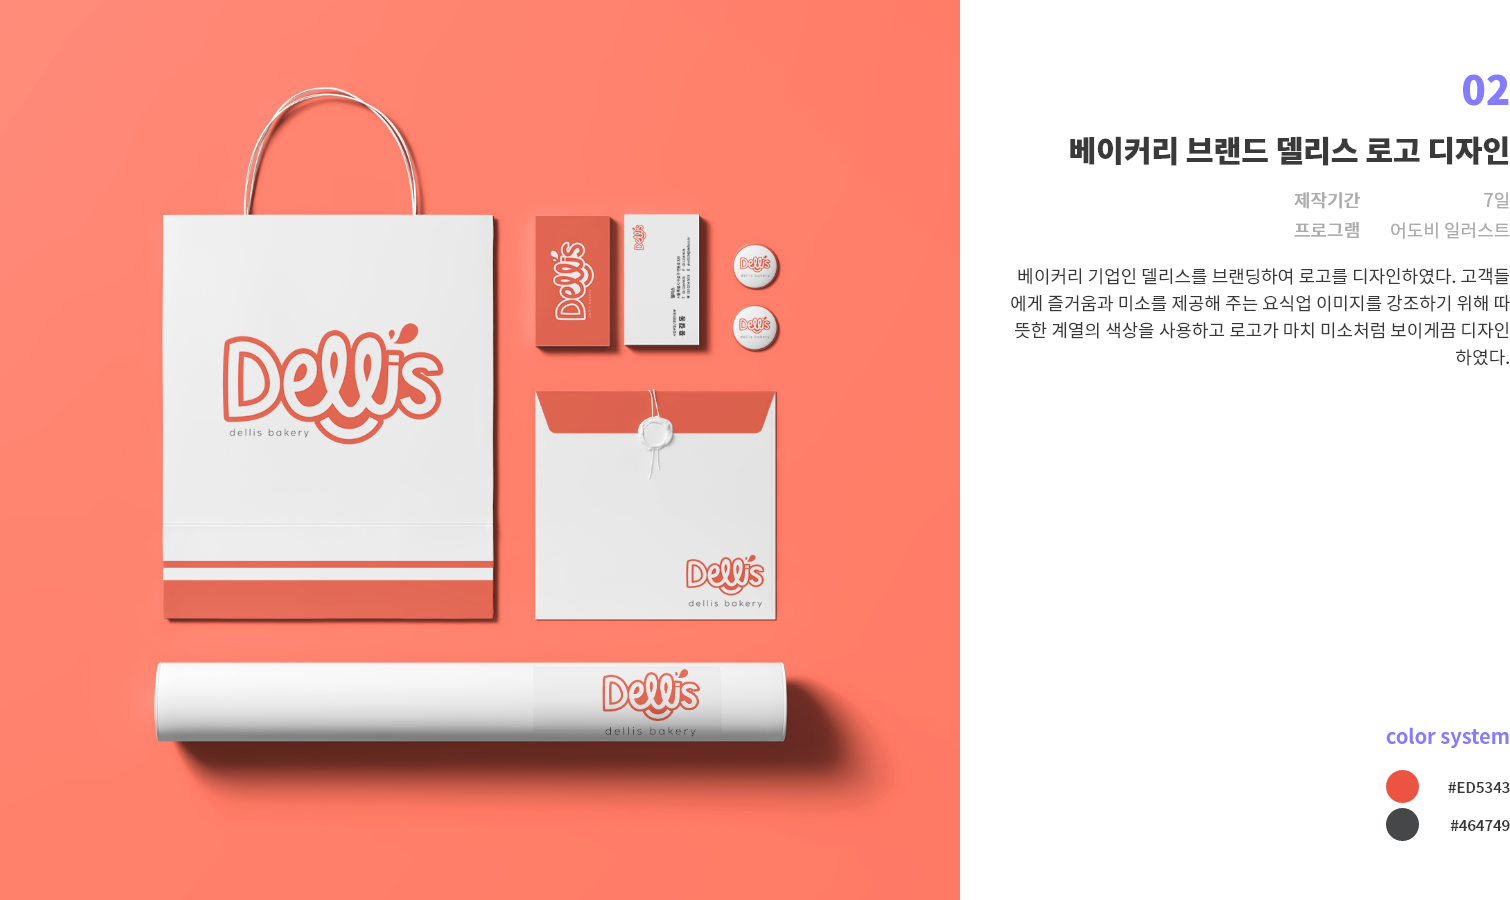 02
베이커리 브랜드 델리스 로고 디자인
제작기간 7일
프로그램 어도비 일러스트
베이커리 기업인 델리스를 브랜딩하여 로고를 디자인하였다. 고객들
에게 즐거움과 미소를 제공해 주는 요식업 이미지를 강조하기 위해 따
뜻한 계열의 색상을 사용하고 로고가 마치 미소처럼 보이게끔 디자인
하였다.
Dellis
dellis bakery
Dellis
Dellis
홍길동
Dellis
Dellis
Dellis
dellis bakery
Dellis
dellis bakery
color system
#ED5343
#464749